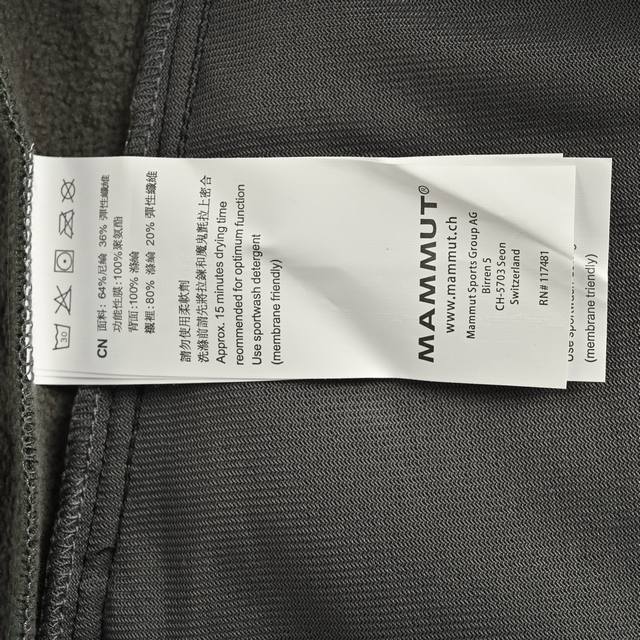 30
CN 面料: 64%尼綸 36% 彈性纖維
功能性膜:100%聚氨酯
背面:100% 滌綸
襯裡:80% 滌綸 20% 彈性纖維
請勿使用柔軟劑
洗滌前請先將拉鍊和魔鬼氈拉上密合
Approx. 15 minutes drying time
recommended for optimum function
Use sportwash detergent
(membrane friendly)
MAMMUT®
www.mammut.ch
Mammut Sports Group AG
Birren 5
CH-5703 Seon
Switzerland
RN# 117481
Use sportswash
(membrane friendly)